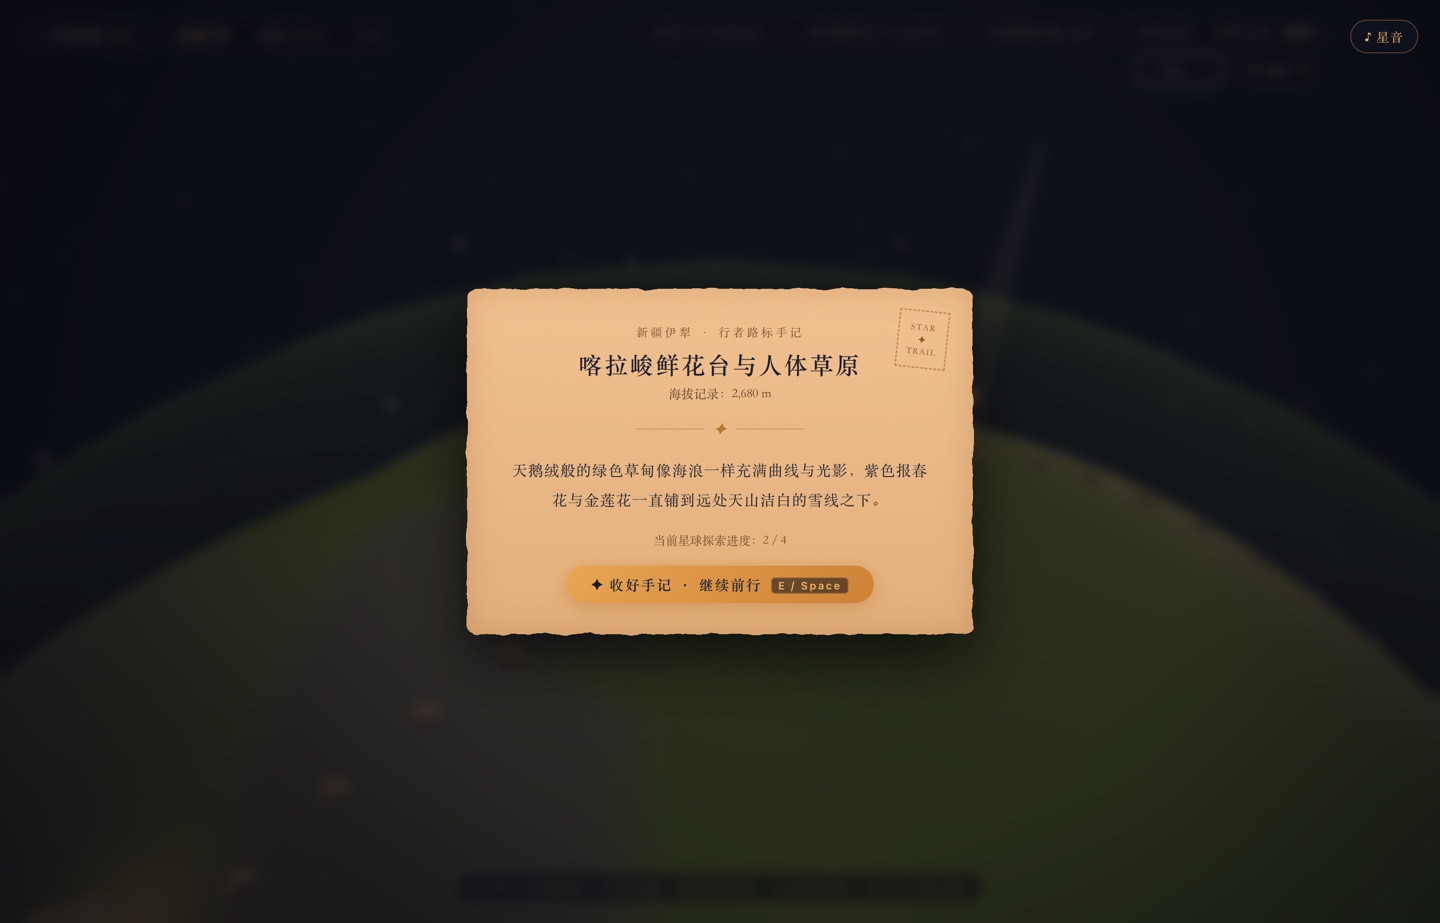 ♪ 星音
新疆伊犁 · 行者路标手记
STAR
✦
TRAIL
喀拉峻鲜花台与人体草原
海拔记录：2,680 m
天鹅绒般的绿色草甸像海浪一样充满曲线与光影，紫色报春
花与金莲花一直铺到远处天山洁白的雪线之下。
当前星球探索进度：2 / 4
✦ 收好手记 · 继续前行 E / Space